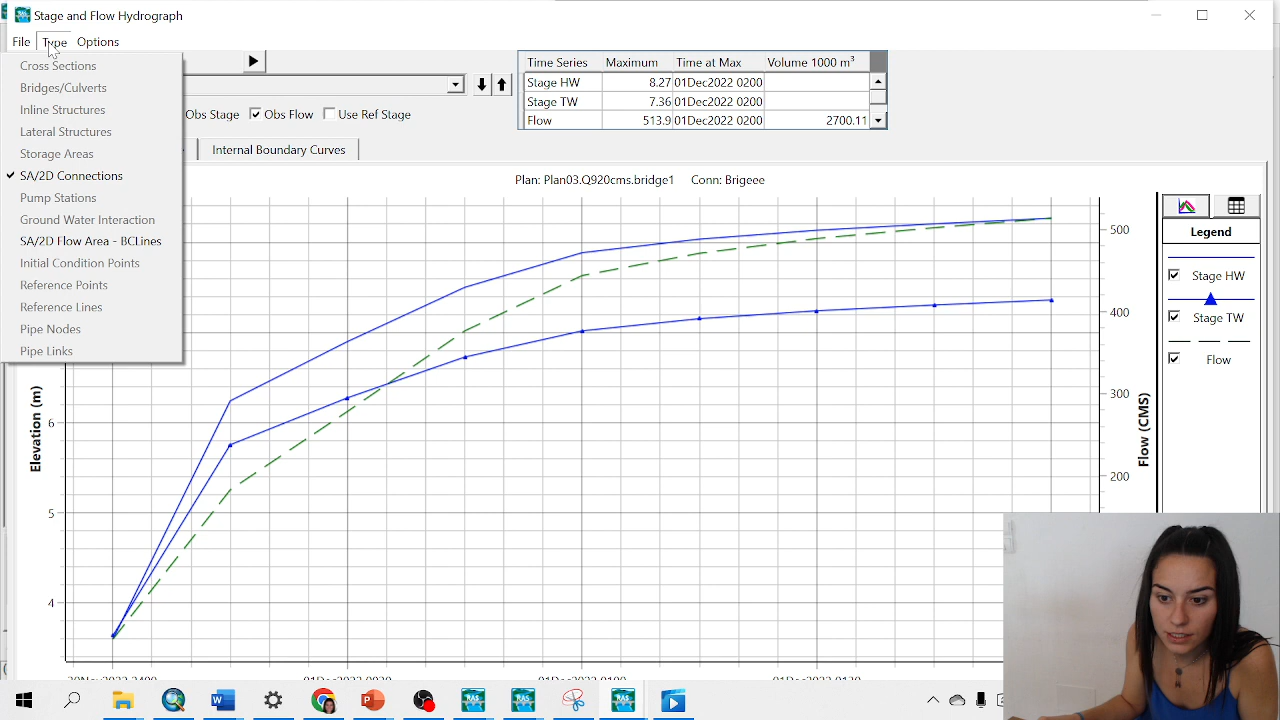 Stage and Flow Hydrograph
File Type Options
Cross Sections
Bridges/Culverts
Inline Structures
Lateral Structures
Storage Areas
SA/2D Connections
Pump Stations
Ground Water Interaction
SA/2D Flow Area - BCLines
Initial Condition Points
Reference Points
Reference Lines
Pipe Nodes
Pipe Links
Obs Stage Obs Flow Use Ref Stage
Internal Boundary Curves
Time Series Maximum Time at Max Volume 1000 m³
Stage HW 8.27 01Dec2022 0200
Stage TW 7.36 01Dec2022 0200
Flow 513.9 01Dec2022 0200 2700.11
Plan: Plan03.Q920cms.bridge1 Conn: Brigeee
Elevation (m)
6
5
4
500
400
300
200
Flow (CMS)
Legend
Stage HW
Stage TW
Flow